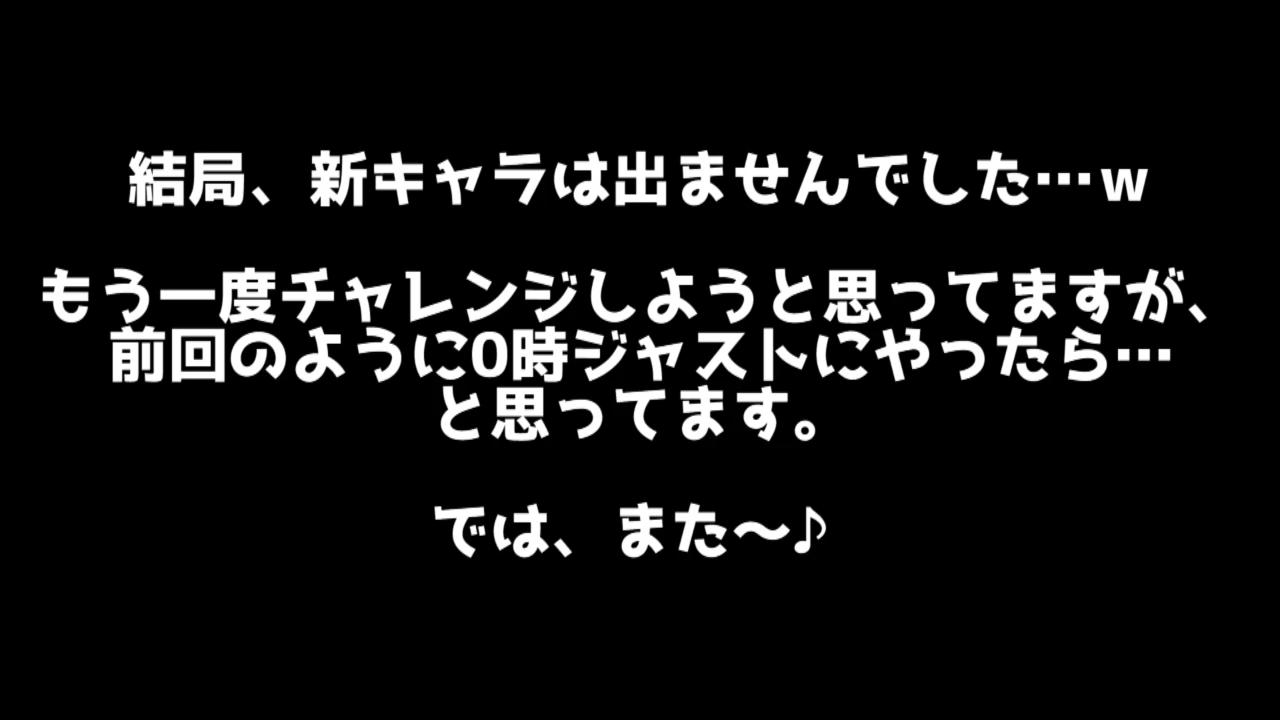 結局、新キャラは出ませんでした…w
もう一度チャレンジしようと思ってますが、
前回のように0時ジャストにやったら…
と思ってます。
では、また～♪